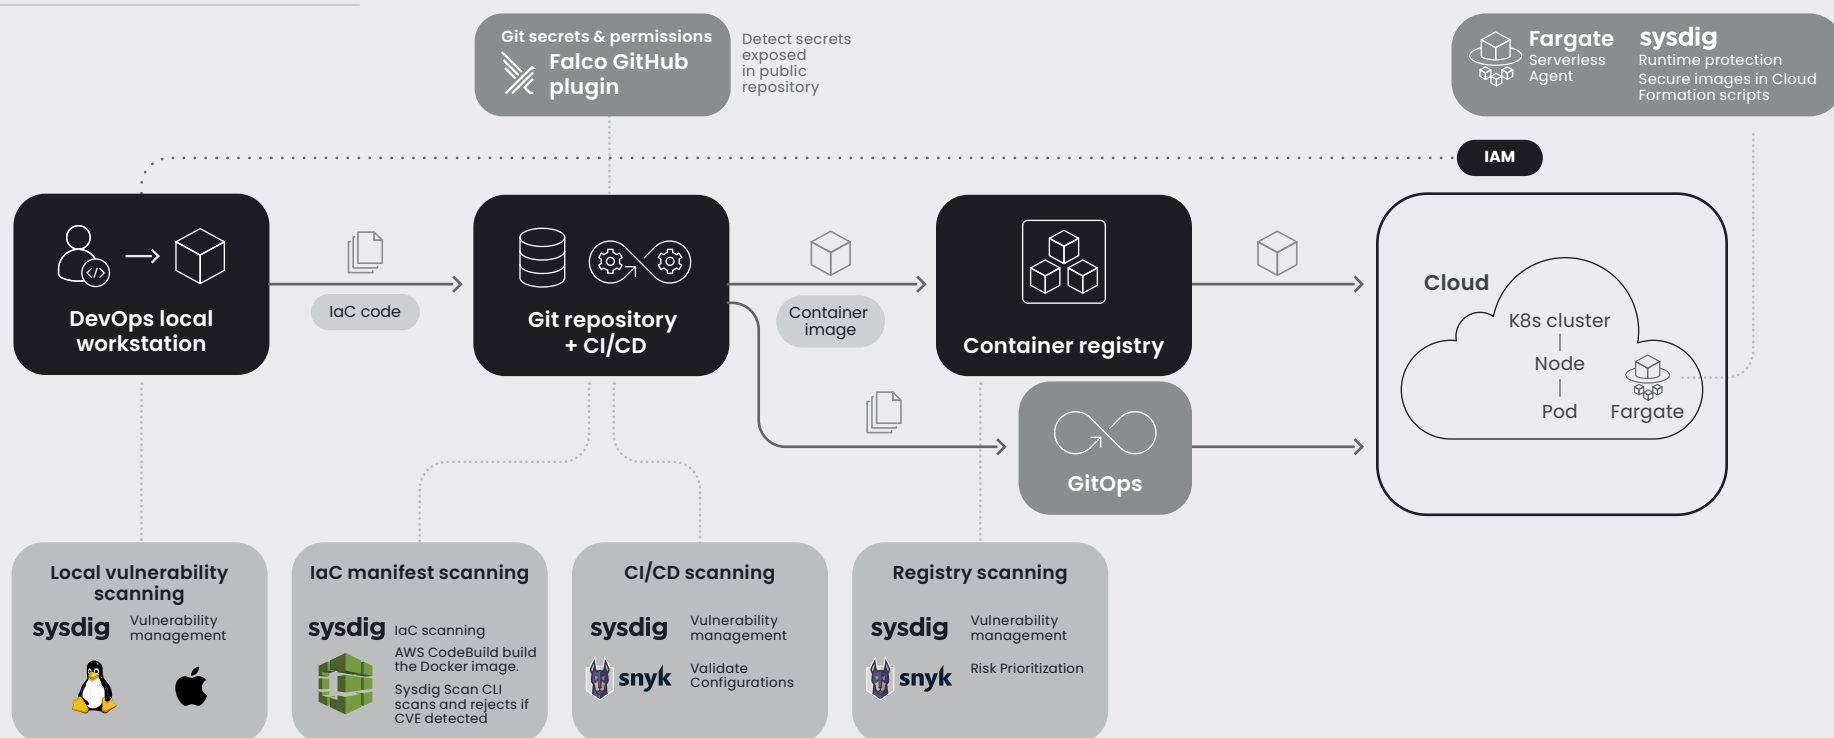 Git secrets & permissions
Falco GitHub
plugin
Detect secrets
exposed
in public
repository
Fargate
Serverless
Agent
sysdig
Runtime protection
Secure images in Cloud
Formation scripts
IAM
DevOps local
workstation
IaC code
Git repository
+ CI/CD
Container
image
Container registry
GitOps
Cloud
K8s cluster
Node
Pod
Fargate
Local vulnerability
scanning
sysdig
Vulnerability
management
IaC manifest scanning
sysdig
IaC scanning
AWS CodeBuild build
the Docker image.
Sysdig Scan CLI
scans and rejects if
CVE detected
CI/CD scanning
sysdig
Vulnerability
management
snyk
Validate
Configurations
Registry scanning
sysdig
Vulnerability
management
snyk
Risk Prioritization